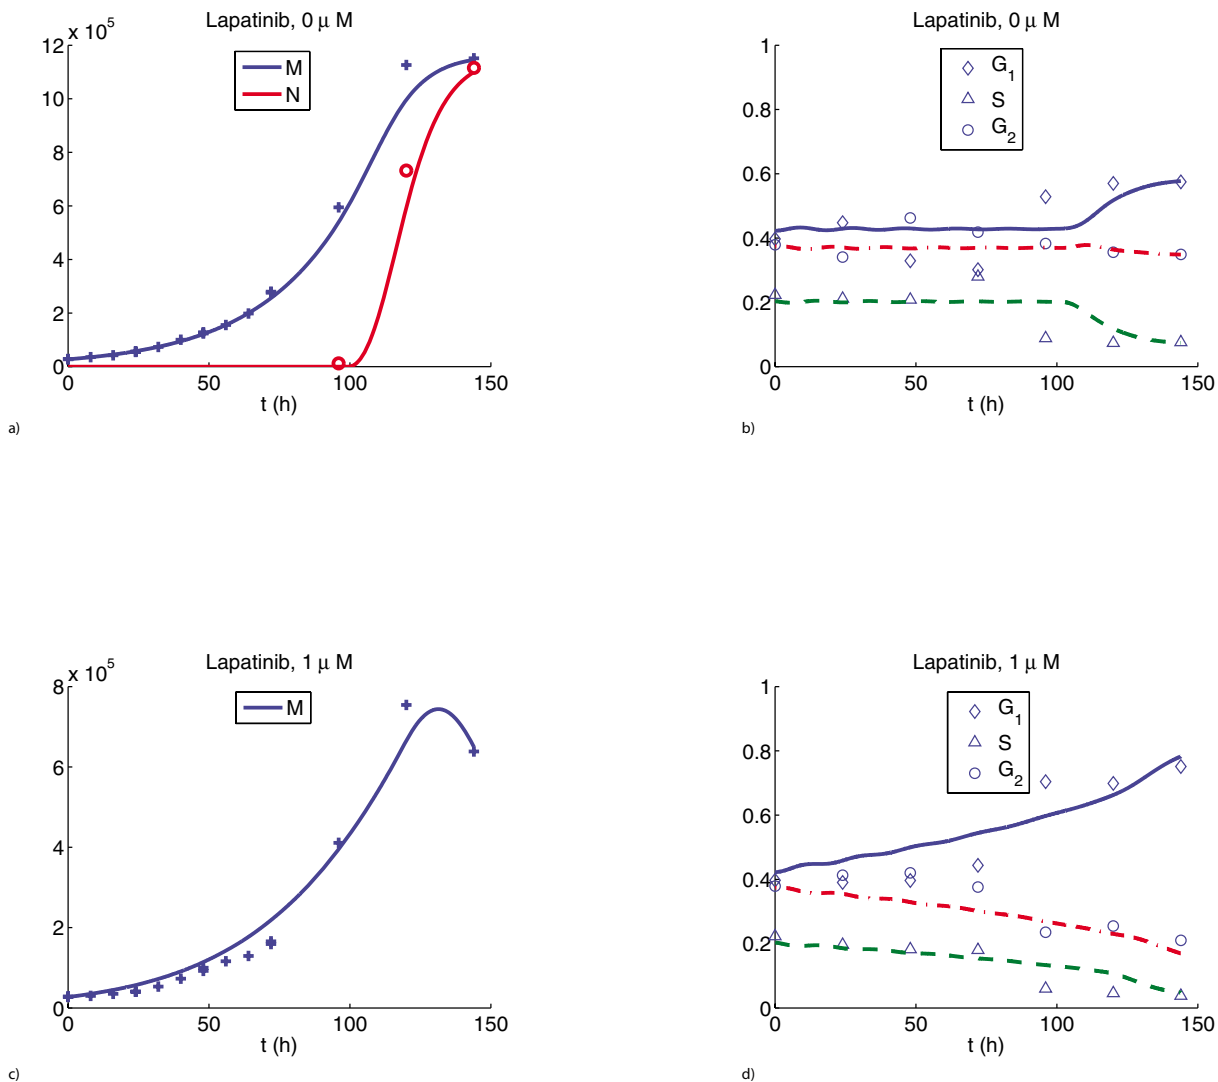 Lapatinib, 0 μ M
x 10^5
12
10
8
6
4
2
0
M
N
0 50 100 150
t (h)
a)
Lapatinib, 0 μ M
1
0.8
0.6
0.4
0.2
0
G1
S
G2
0 50 100 150
t (h)
b)
Lapatinib, 1 μ M
x 10^5
8
6
4
2
0
M
0 50 100 150
t (h)
c)
Lapatinib, 1 μ M
1
0.8
0.6
0.4
0.2
0
G1
S
G2
0 50 100 150
t (h)
d)